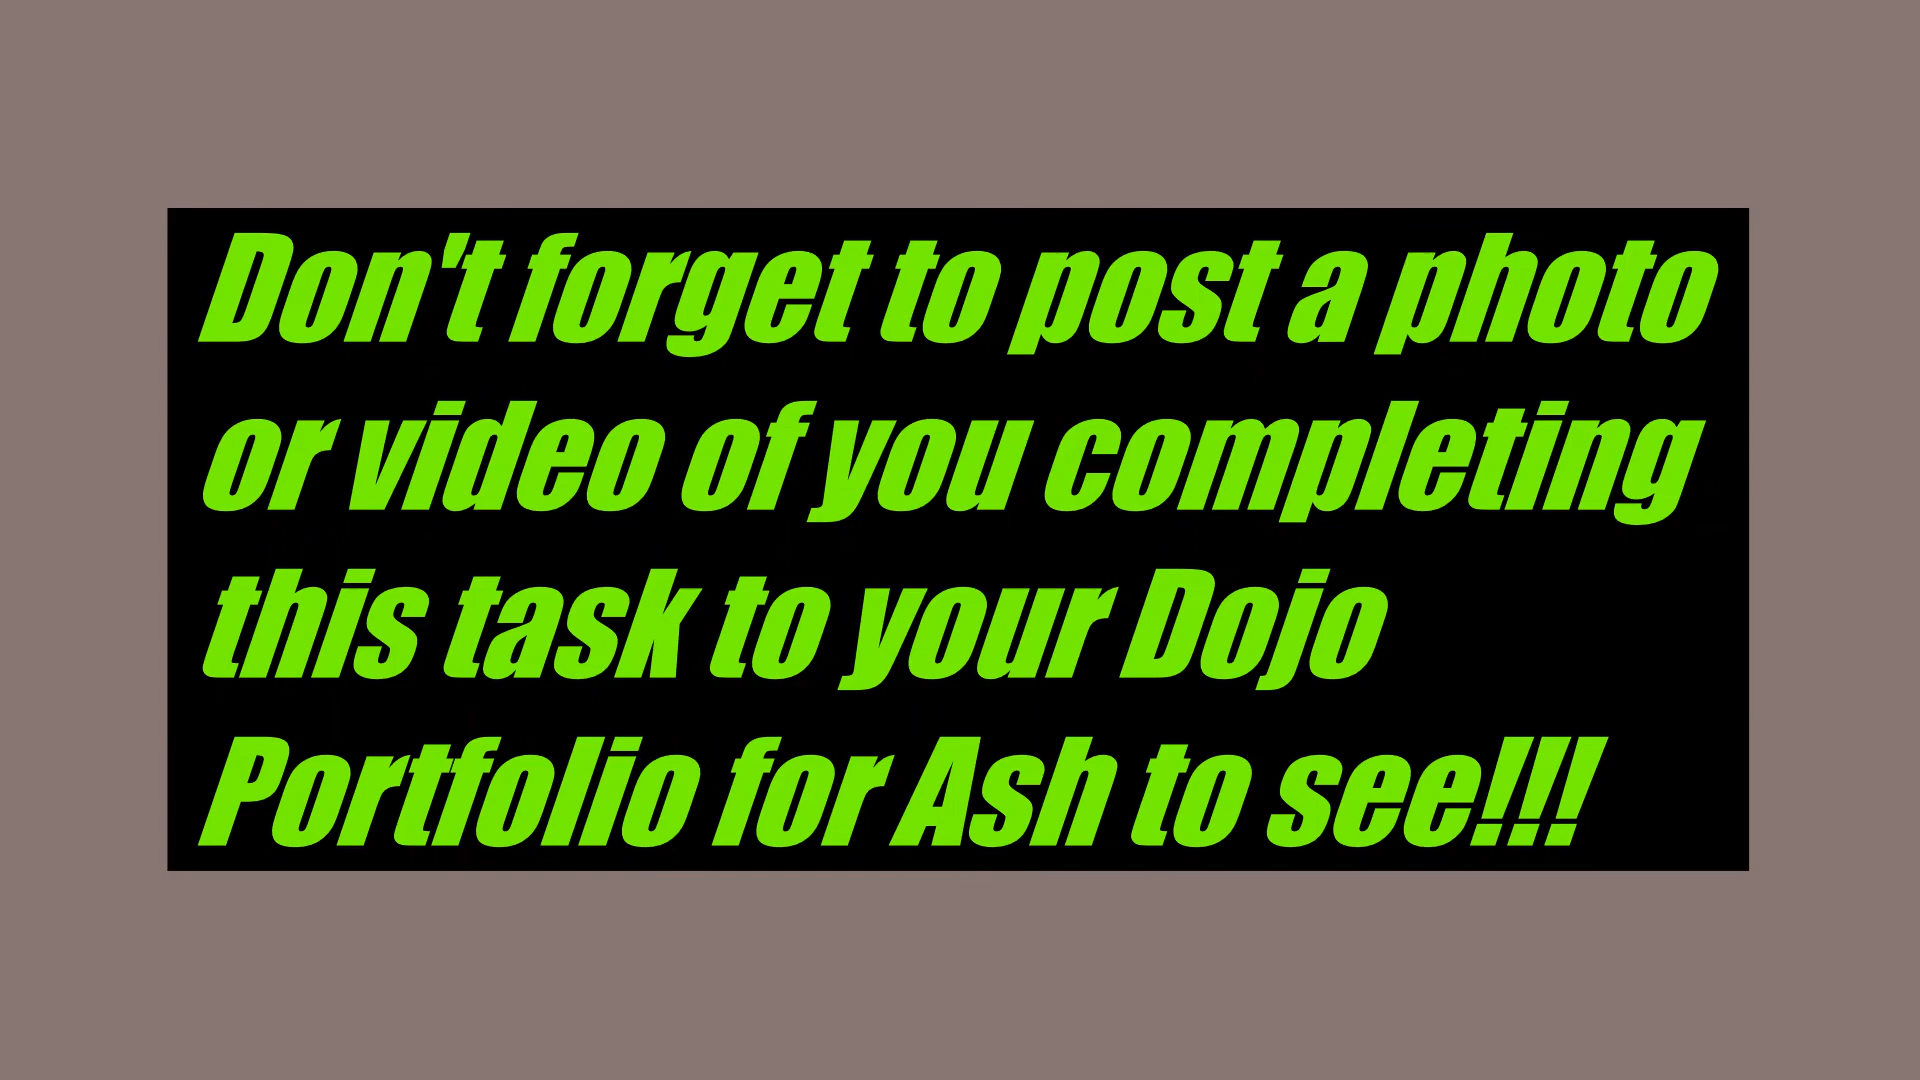 Don't forget to post a photo
or video of you completing
this task to your Dojo
Portfolio for Ash to see!!!